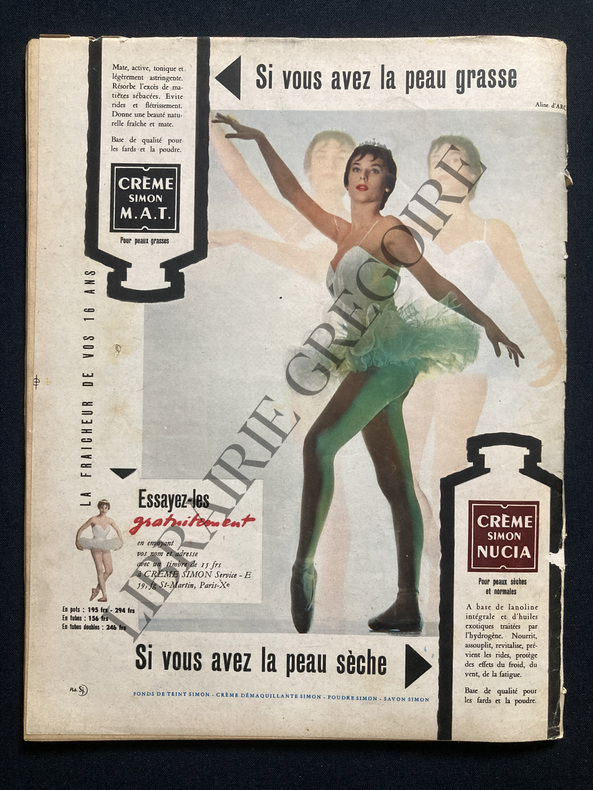 Mate, active, tonique et
légèrement astringente.
Résorbe l'excès de ma-
tières sébacées. Evite
rides et flétrissement.
Donne une beauté natu-
relle fraîche et mate.
Base de qualité pour
les fards et la poudre.
CRÈME
SIMON
M.A.T.
Pour peaux grasses
Si vous avez la peau grasse
Aline d'AR
LA FRAICHEUR DE VOS 16 ANS
LIBRAIRIE GREGOIRE
Essayez-les
gratuitement
en envoyant
vos nom et adresse
avec un timbre de 15 frs
à CRÈME SIMON Service - E
St-Martin, Paris-Xe
En pots : 195 frs - 294 frs
En tubes : 156 frs
En tubes doubles : 246 frs
CRÈME
SIMON
NUCIA
Pour peaux sèches
et normales
A base de lanoline
intégrale et d'huiles
exotiques traitées par
l'hydrogène. Nourrit,
assouplit, revitalise, pré-
vient les rides, protège
des effets du froid, du
vent, de la fatigue.
Base de qualité pour
les fards et la poudre.
Si vous avez la peau sèche
FONDS DE TEINT SIMON - CRÈME DÉMAQUILLANTE SIMON - POUDRE SIMON - SAVON SIMON